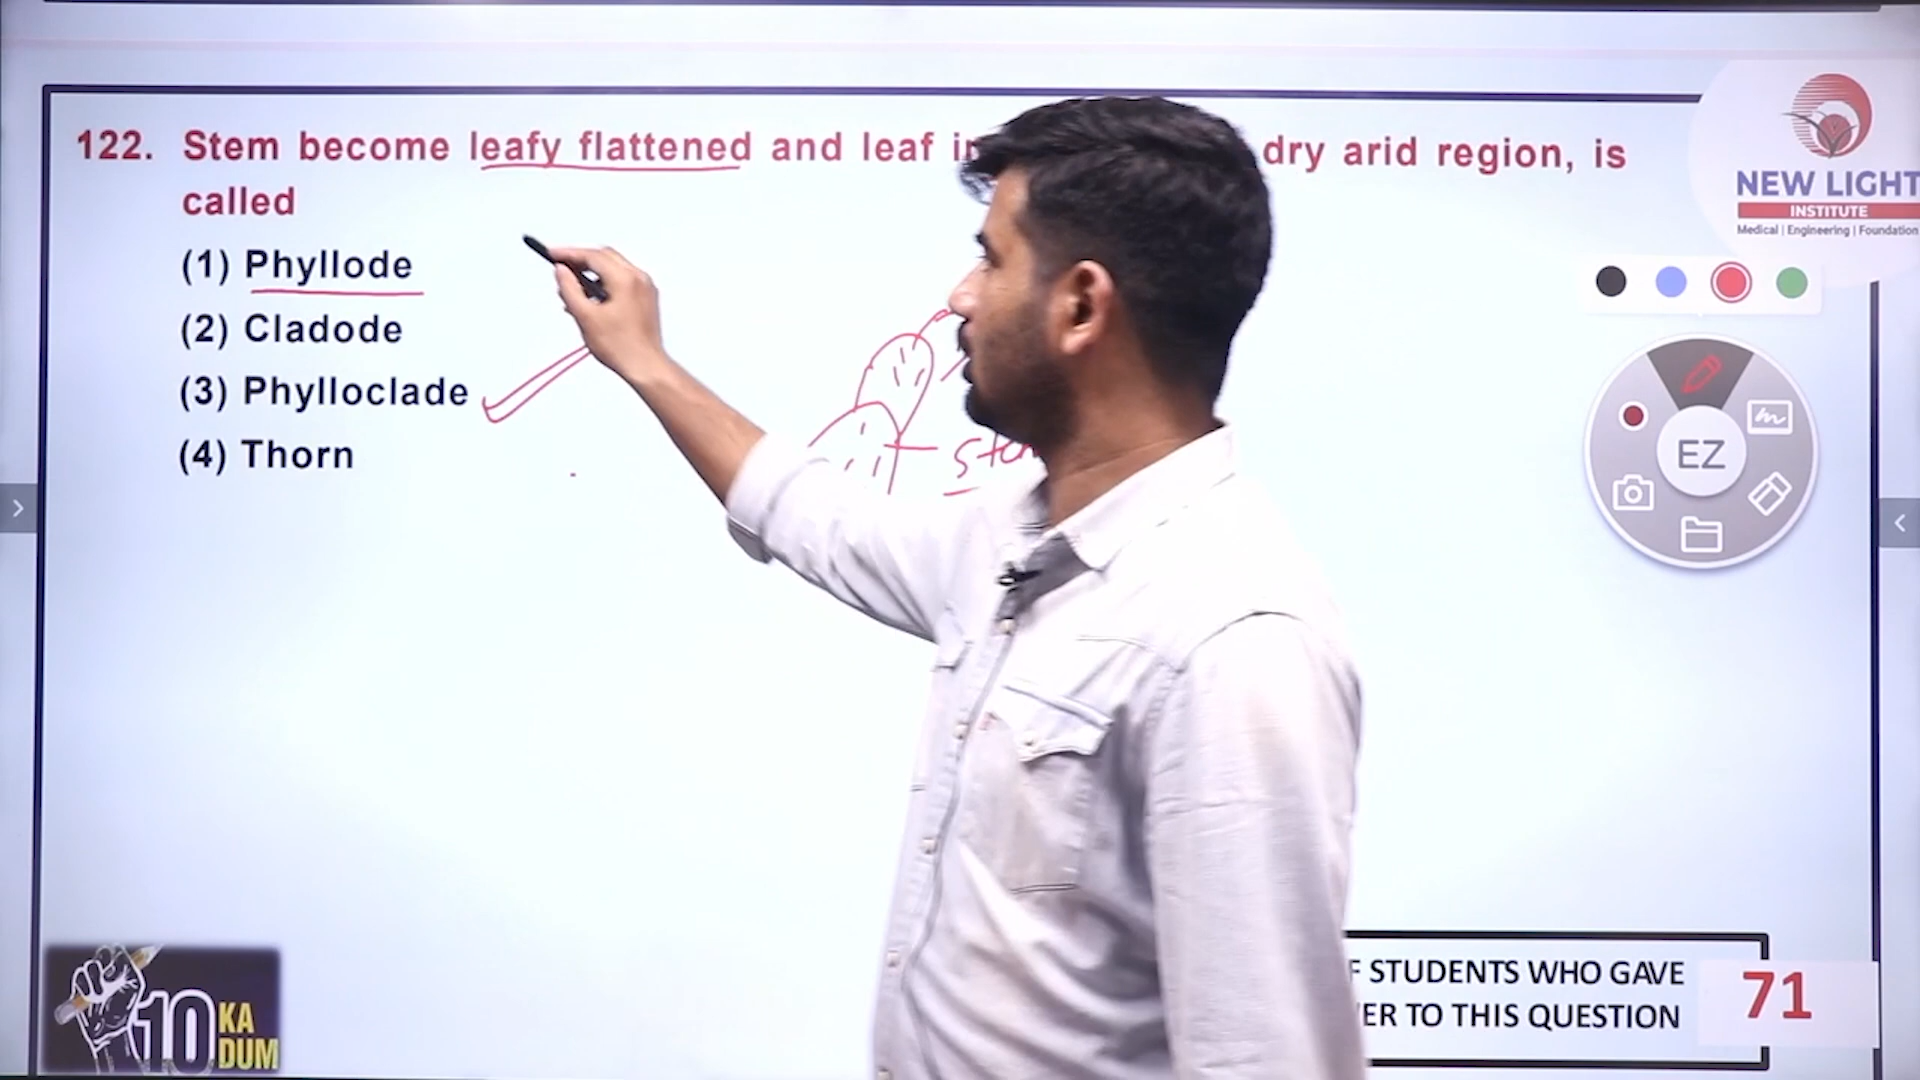 122. Stem become leafy flattened and leaf dry arid region, is
called
(1) Phyllode
(2) Cladode
(3) Phylloclade
(4) Thorn
NEW LIGHT
INSTITUTE
Medical | Engineering | Foundation
EZ
STUDENTS WHO GAVE
TO THIS QUESTION
71
10 KA
DUM